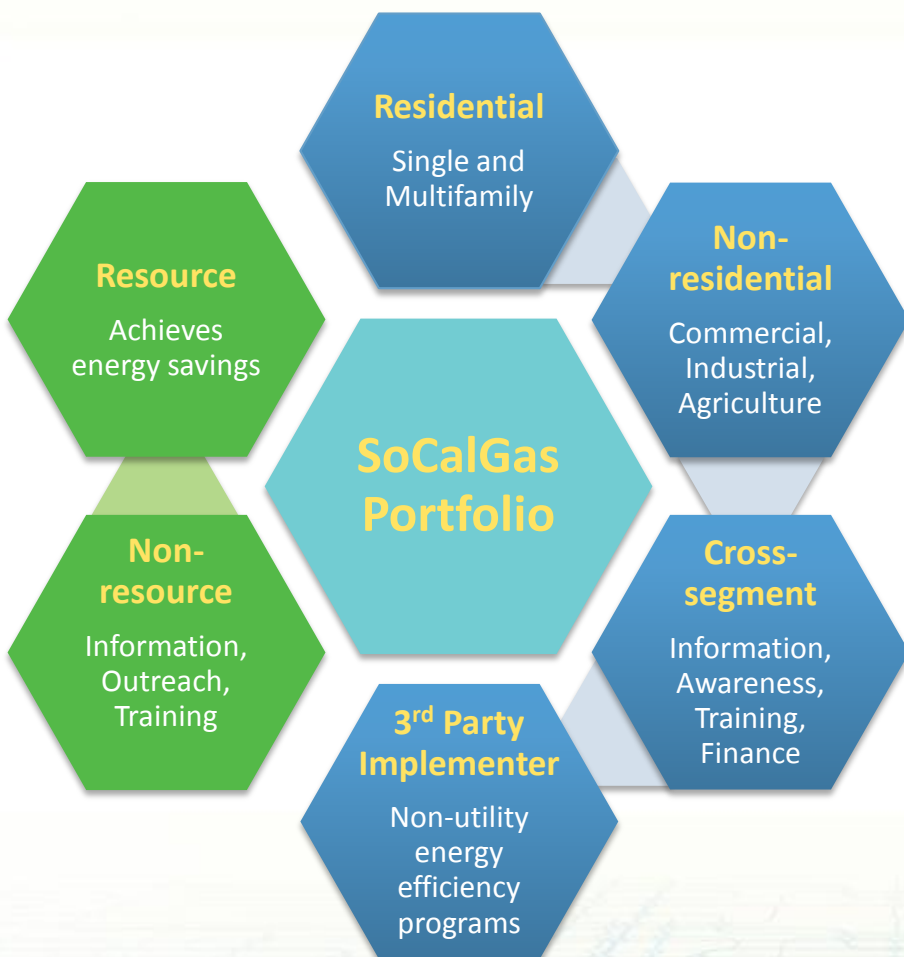 Residential
Single and
Multifamily
Non-
residential
Commercial,
Industrial,
Agriculture
Cross-
segment
Information,
Awareness,
Training,
Finance
3rd Party
Implementer
Non-utility
energy
efficiency
programs
Non-
resource
Information,
Outreach,
Training
Resource
Achieves
energy savings
SoCalGas
Portfolio